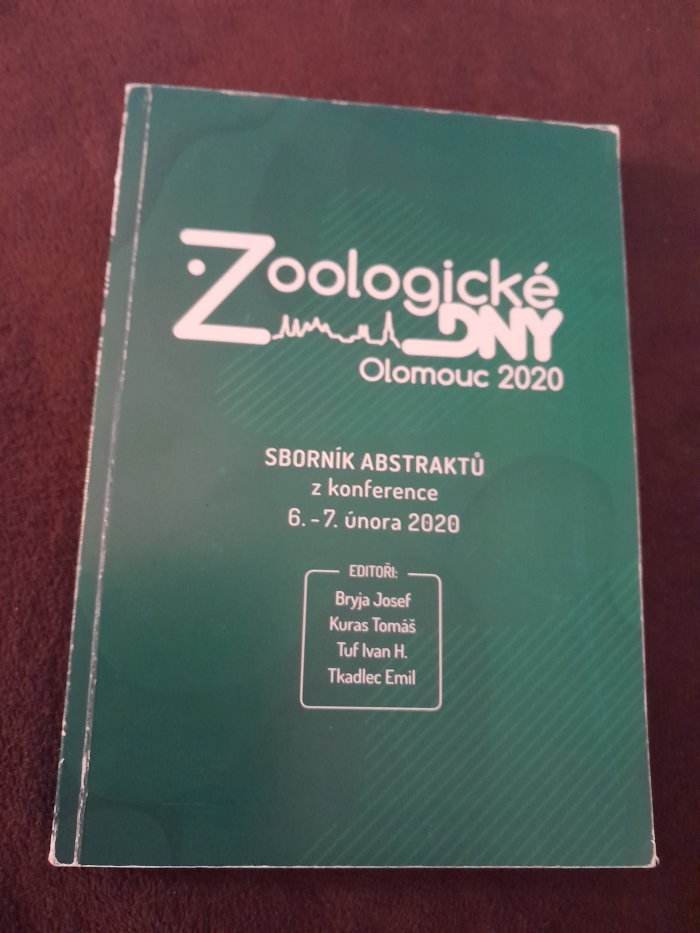 Zoologické
DNY
Olomouc 2020
SBORNÍK ABSTRAKTŮ
z konference
6. - 7. února 2020
EDITOŘI:
Bryja Josef
Kuras Tomáš
Tuf Ivan H.
Tkadlec Emil